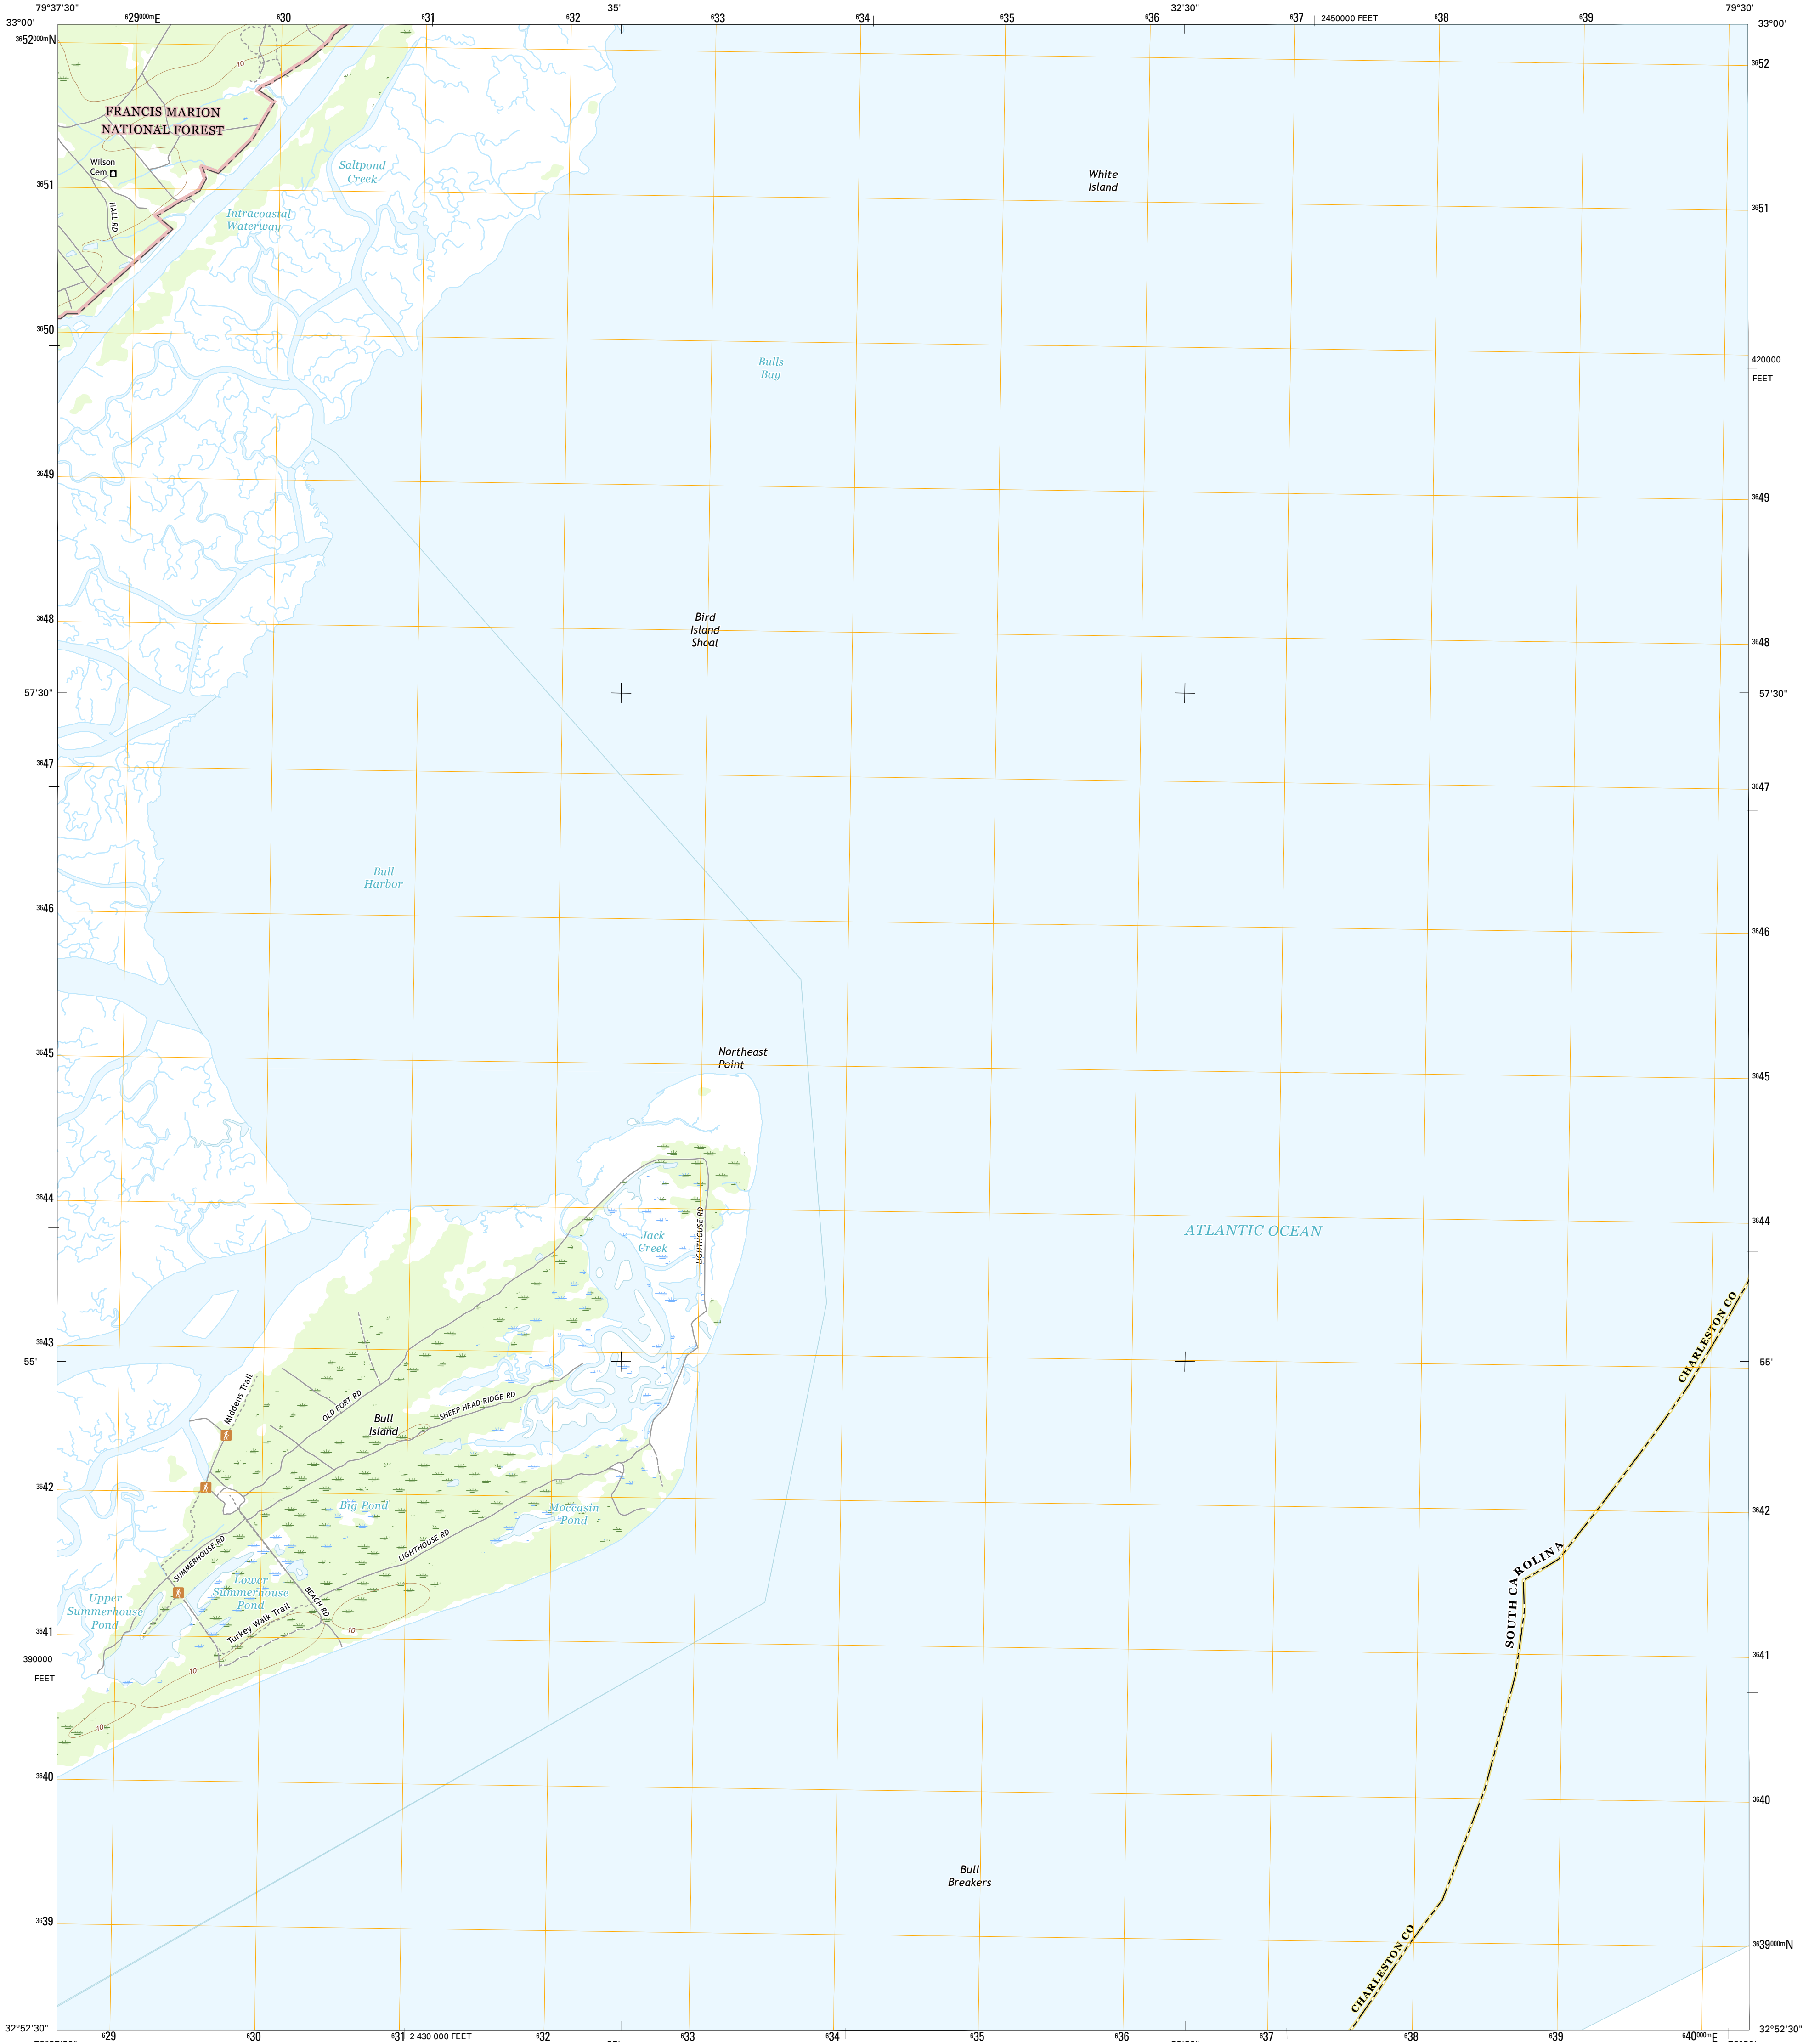 79°37'30"
⁶29⁰⁰⁰ᵐE
⁶30
⁶31
⁶32
35'
⁶33
⁶34
⁶35
⁶36
32'30"
⁶37
2450000 FEET
⁶38
⁶39
79°30'
33°00'
33°00'
³⁶52⁰⁰⁰ᵐN
³⁶52
10
FRANCIS MARION
NATIONAL FOREST
Wilson
Cem
Saltpond
Creek
White
Island
³⁶51
³⁶51
HALL RD
Intracoastal
Waterway
³⁶50
Bulls
Bay
420000
FEET
³⁶49
³⁶49
Bird
Island
Shoal
³⁶48
³⁶48
57'30"
57'30"
³⁶47
³⁶47
Bull
Harbor
³⁶46
³⁶46
Northeast
Point
³⁶45
³⁶45
³⁶44
³⁶44
LIGHTHOUSE RD
Jack
Creek
ATLANTIC OCEAN
CHARLESTON CO
³⁶43
55'
55'
Middens Trail
OLD FORT RD
SHEEP HEAD RIDGE RD
Bull
Island
³⁶42
³⁶42
Big Pond
Moccasin
Pond
SUMMERHOUSE RD
LIGHTHOUSE RD
Lower
Summerhouse
Pond
BEACH RD
Upper
Summerhouse
Pond
Turkey Walk Trail
10
SOUTH CAROLINA
³⁶41
³⁶41
390000
FEET
10
10
³⁶40
³⁶40
Bull
Breakers
³⁶39
³⁶39⁰⁰⁰ᵐN
CHARLESTON CO
32°52'30"
32°52'30"
⁶29
⁶30
⁶31
2 430 000 FEET
⁶32
⁶33
⁶34
⁶35
⁶36
⁶37
⁶38
⁶39
⁶40⁰⁰⁰ᵐE